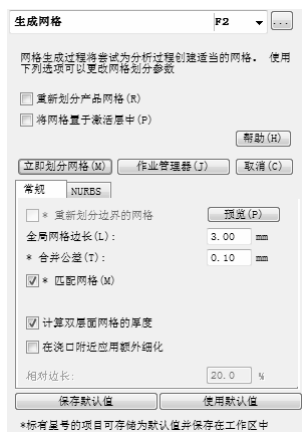 生成网格 F2 ...
网格生成过程将尝试为分析过程创建适当的网格。 使用
下列选项可以更改网格划分参数
重新划分产品网格(R)
将网格置于激活层中(P)
帮助(H)
立即划分网格(M) 作业管理器(J) 取消(C)
常规 NURBS
* 重新划分边界的网格 预览(P)
全局网格边长(L): 3.00 mm
* 合并公差(T): 0.10 mm
* 匹配网格(M)
计算双层面网格的厚度
在浇口附近应用额外细化
相对边长: 20.0 %
保存默认值 使用默认值
*标有星号的项目可存储为默认值并保存在工作区中